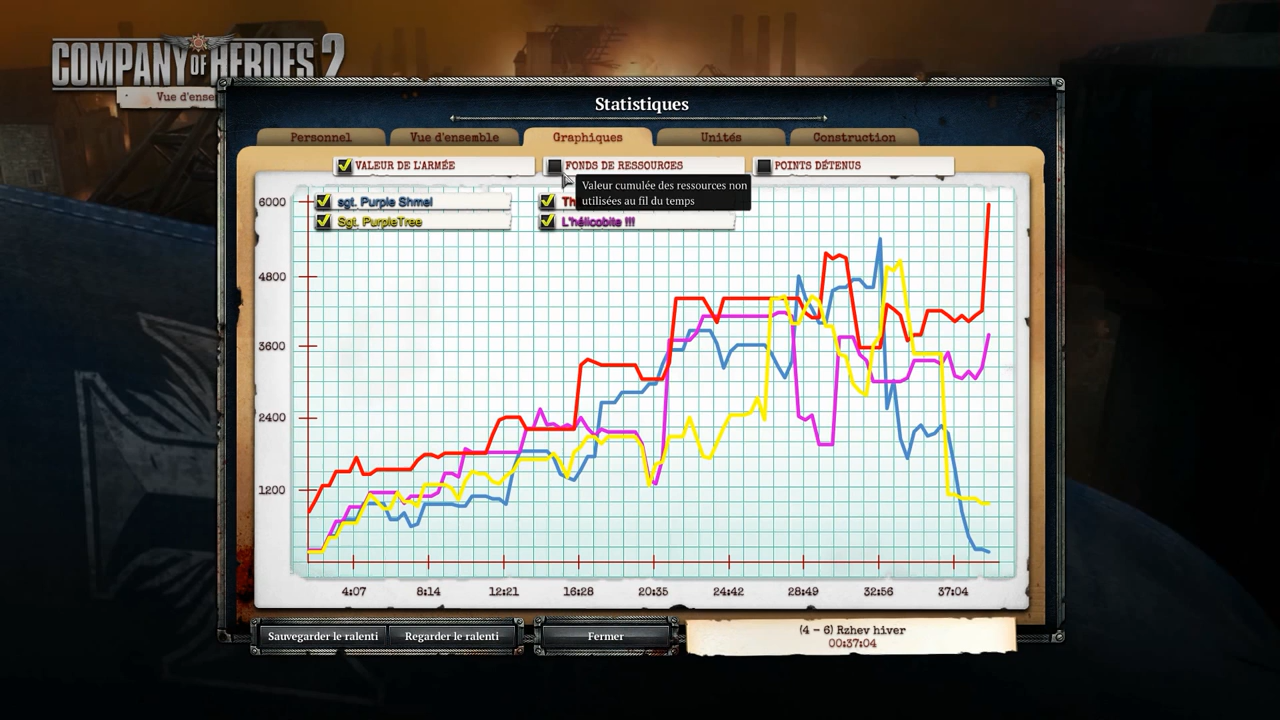 COMPANY OF HEROES 2
Vue d'ense
Statistiques
Personnel
Vue d'ensemble
Graphiques
Unités
Construction
VALEUR DE L'ARMÉE
FONDS DE RESSOURCES
POINTS DÉTENUS
Valeur cumulée des ressources non
utilisées au fil du temps
sgt. Purple Shmel
Th
Sgt. PurpleTree
L'hélicobite !!!
6000
4800
3600
2400
1200
4:07
8:14
12:21
16:28
20:35
24:42
28:49
32:56
37:04
Sauvegarder le ralenti
Regarder le ralenti
Fermer
(4 - 6) Rzhev hiver
00:37:04